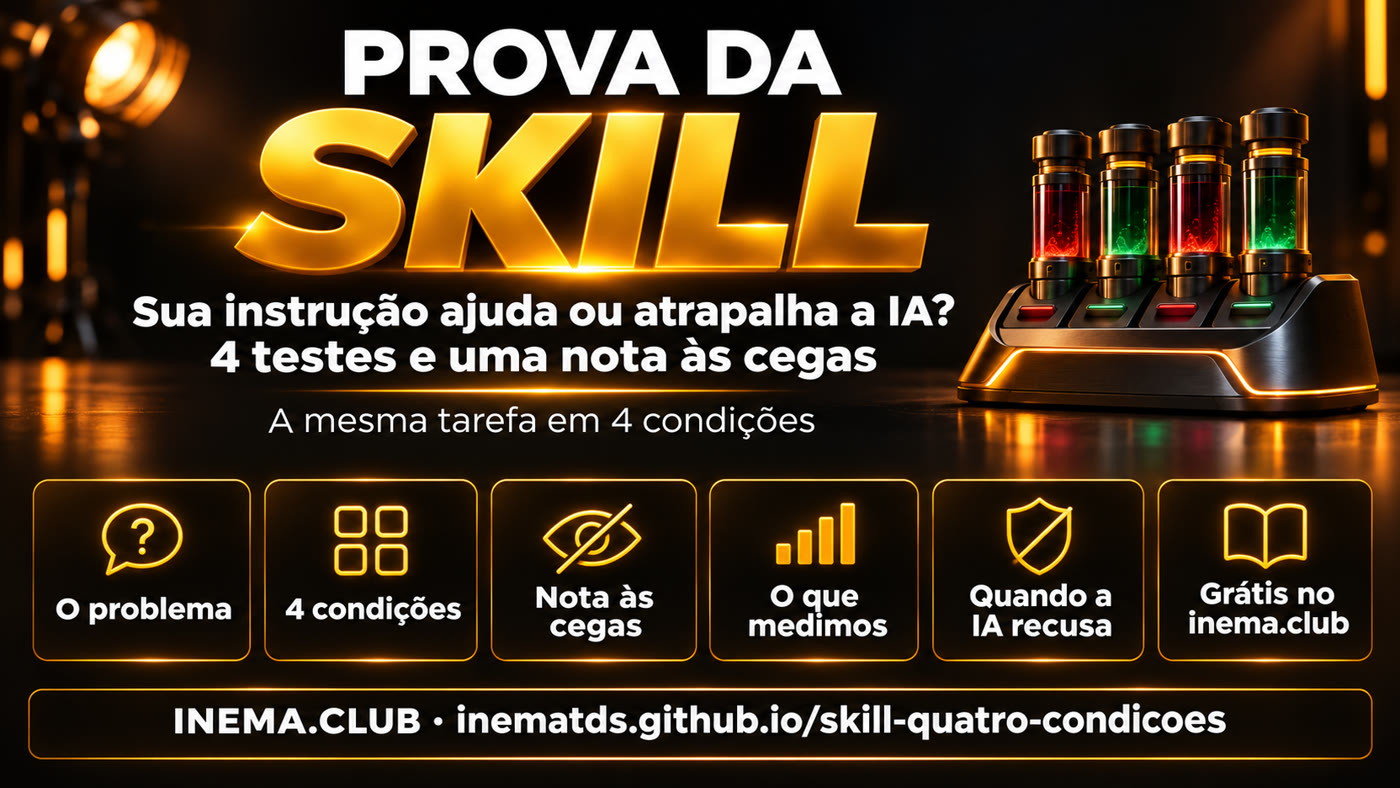 PROVA DA
SKILL
Sua instrução ajuda ou atrapalha a IA?
4 testes e uma nota às cegas
A mesma tarefa em 4 condições
O problema
4 condições
Nota às
cegas
O que
medimos
Quando a
IA recusa
Grátis no
inema.club
INEMA.CLUB • inematds.github.io/skill-quatro-condicoes